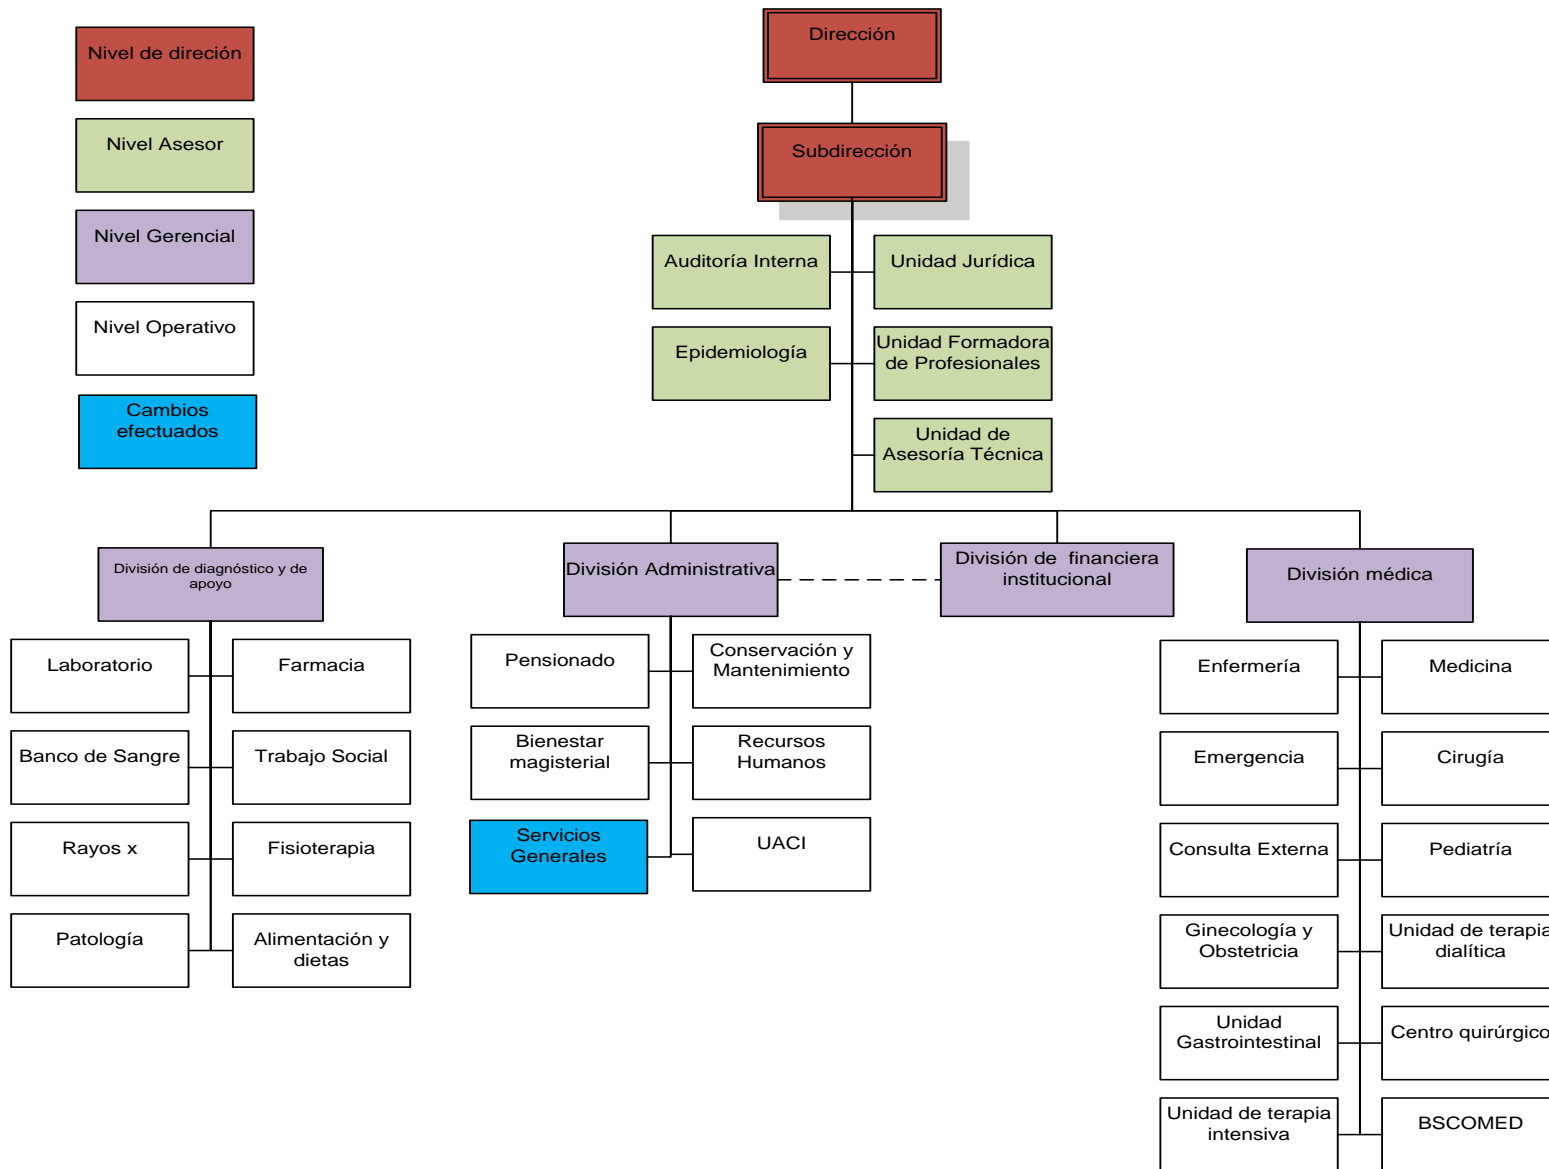 Nivel de direción
Nivel Asesor
Nivel Gerencial
Nivel Operativo
Cambios
efectuados
Dirección
Subdirección
Auditoría Interna
Unidad Jurídica
Epidemiología
Unidad Formadora
de Profesionales
Unidad de
Asesoría Técnica
División de diagnóstico y de
apoyo
División Administrativa
División de financiera
institucional
División médica
Laboratorio
Farmacia
Banco de Sangre
Trabajo Social
Rayos x
Fisioterapia
Patología
Alimentación y
dietas
Pensionado
Conservación y
Mantenimiento
Bienestar
magisterial
Recursos
Humanos
Servicios
Generales
UACI
Enfermería
Medicina
Emergencia
Cirugía
Consulta Externa
Pediatría
Ginecología y
Obstetricia
Unidad de terapia
dialítica
Unidad
Gastrointestinal
Centro quirúrgico
Unidad de terapia
intensiva
BSCOMED